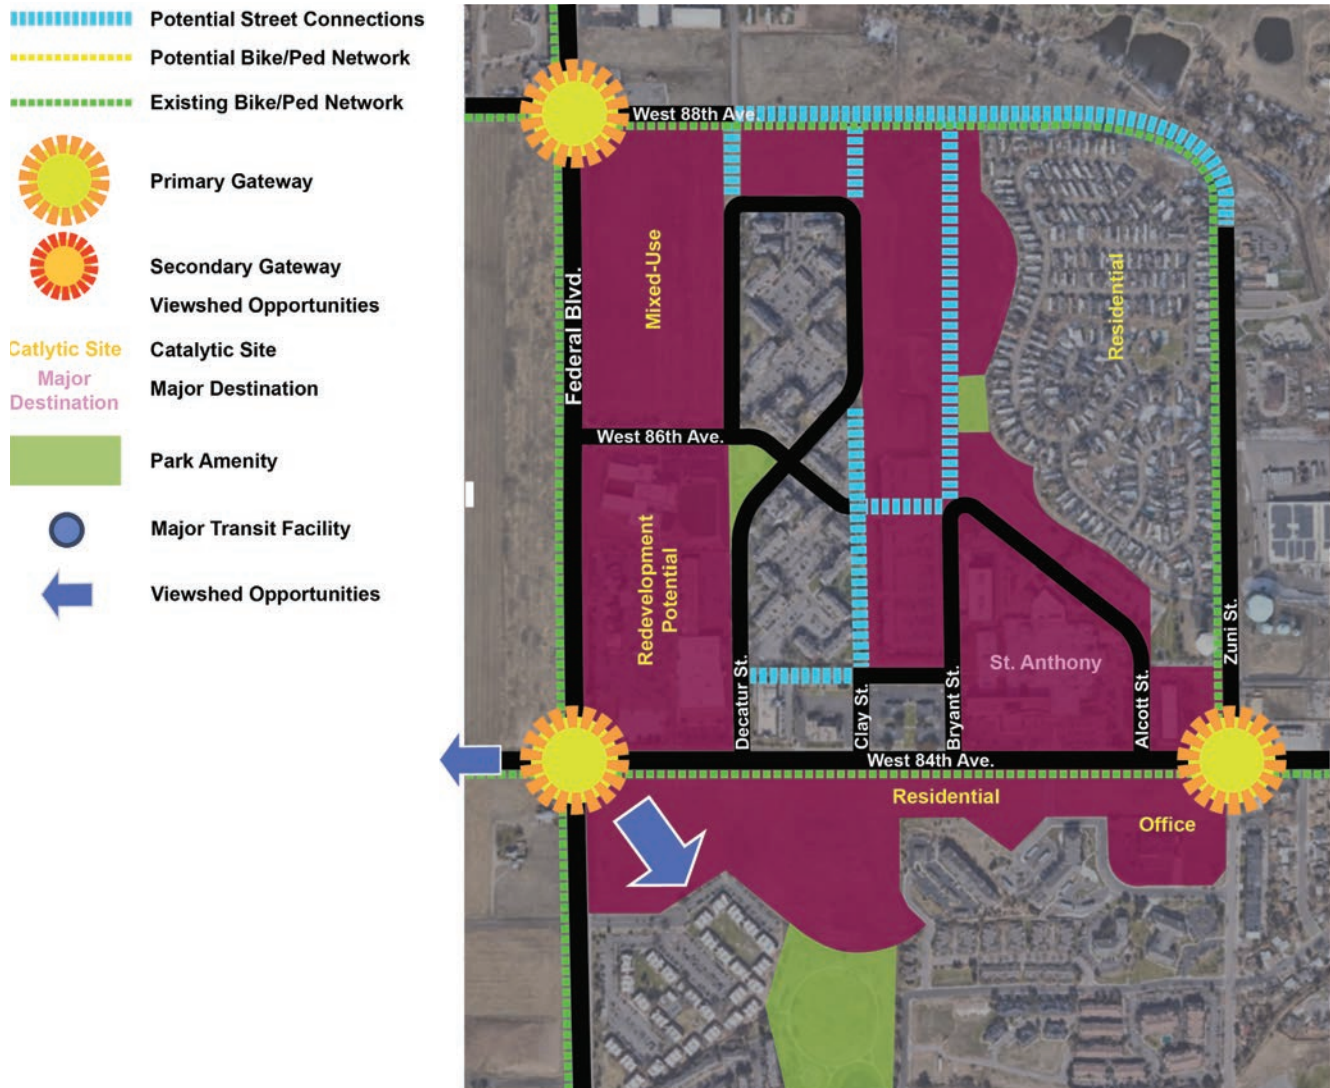 Potential Street Connections
Potential Bike/Ped Network
Existing Bike/Ped Network
Primary Gateway
Secondary Gateway
Viewshed Opportunities
Catlytic Site
Catalytic Site
Major
Destination
Major Destination
Park Amenity
Major Transit Facility
Viewshed Opportunities
West 88th Ave.
Federal Blvd.
Mixed-Use
Residential
West 86th Ave.
Redevelopment
Potential
St. Anthony
Decatur St.
Clay St.
Bryant St.
Alcott St.
Zuni St.
West 84th Ave.
Residential
Office